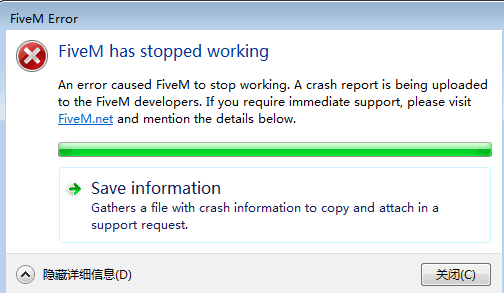 FiveM Error
FiveM has stopped working
An error caused FiveM to stop working. A crash report is being uploaded
to the FiveM developers. If you require immediate support, please visit
FiveM.net and mention the details below.
Save information
Gathers a file with crash information to copy and attach in a
support request.
隐藏详细信息(D)
关闭(C)